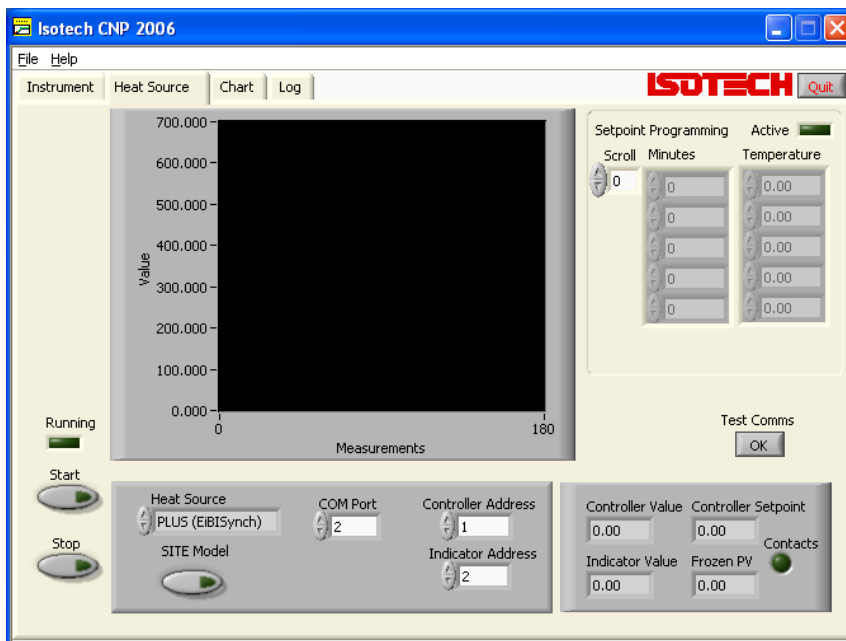 Isotech CNP 2006
File Help
Instrument Heat Source Chart Log ISOTECH Quit
700.000
600.000
500.000
400.000
300.000
200.000
100.000
0.000
Value
0 180
Measurements
Setpoint Programming Active
Scroll Minutes Temperature
0 0 0.00
0 0.00
0 0.00
0 0.00
0 0.00
Running
Start
Stop
Test Comms
OK
Heat Source COM Port Controller Address
PLUS (EiBISynch) 2 1
SITE Model Indicator Address
2
Controller Value Controller Setpoint
0.00 0.00
Contacts
Indicator Value Frozen PV
0.00 0.00